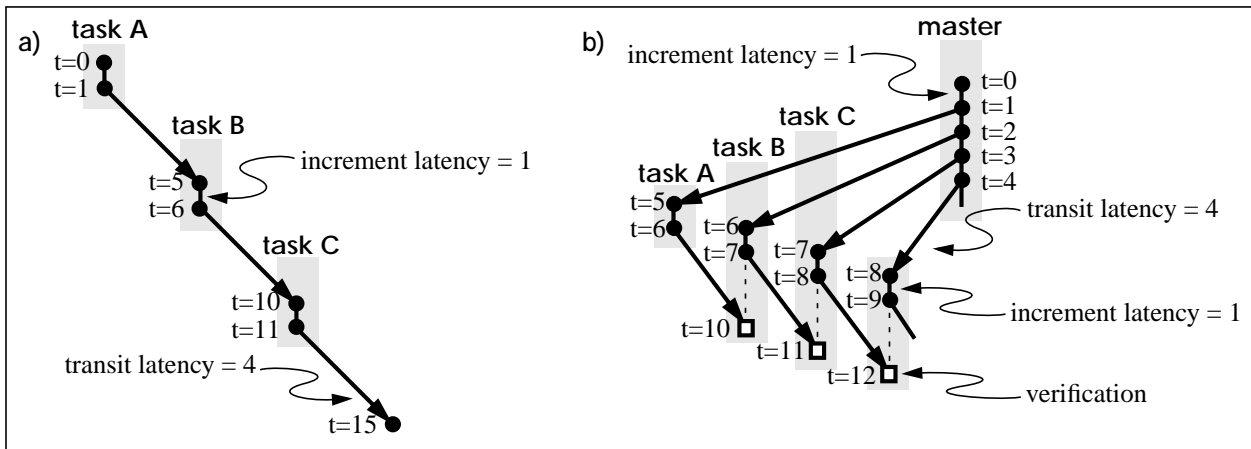 a)
task A
t=0
t=1
task B
t=5
t=6
increment latency = 1
task C
t=10
t=11
transit latency = 4
t=15
b)
master
increment latency = 1
t=0
t=1
t=2
t=3
t=4
task C
task B
task A
t=5
t=6
t=6
t=7
t=7
t=8
t=8
t=9
transit latency = 4
increment latency = 1
t=10
t=11
t=12
verification